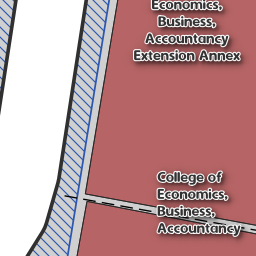 Economics,
Business,
Accountancy
Extension Annex
College of
Economics,
Business,
Accountancy